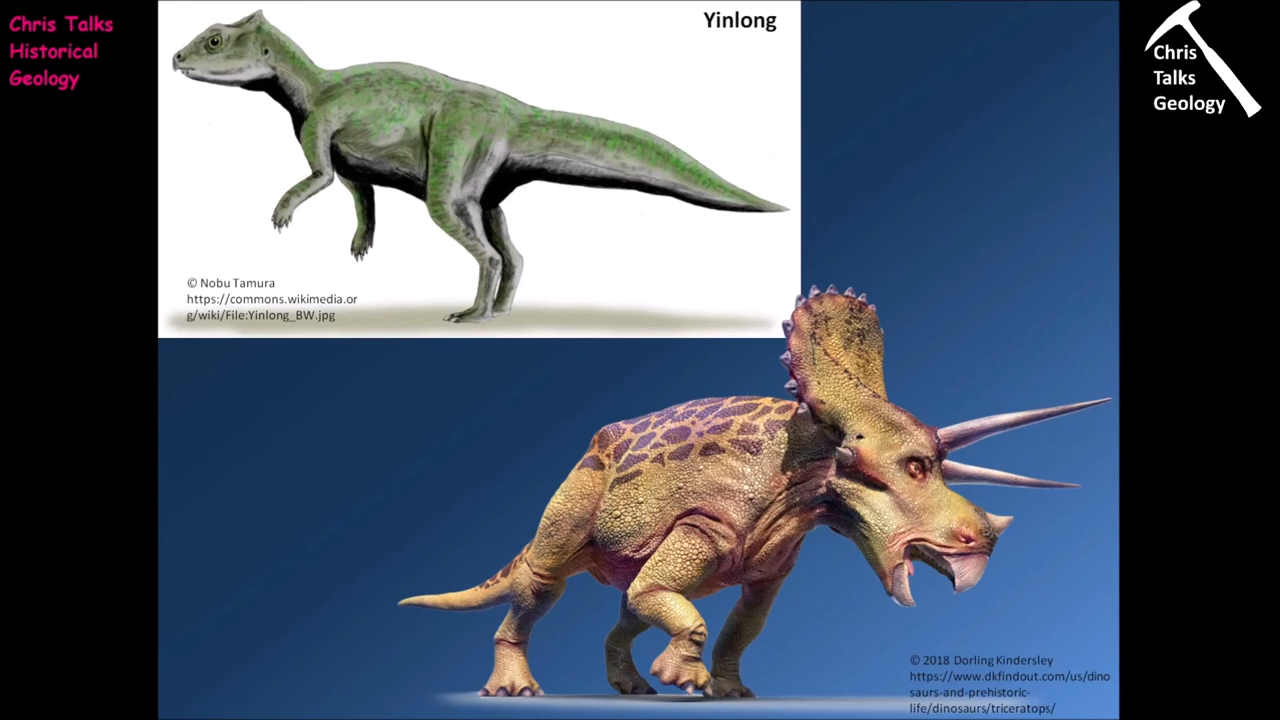 Chris Talks
Historical
Geology
Yinlong
Chris
Talks
Geology
© Nobu Tamura
https://commons.wikimedia.or
g/wiki/File:Yinlong_BW.jpg
© 2018 Dorling Kindersley
https://www.dkfindout.com/us/dino
saurs-and-prehistoric-
life/dinosaurs/triceratops/